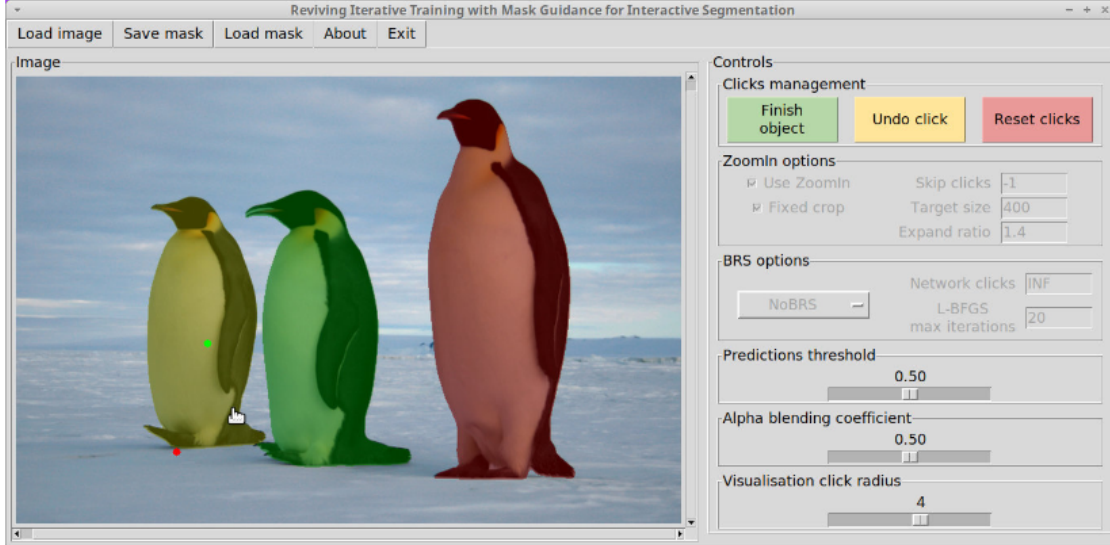 Reviving Iterative Training with Mask Guidance for Interactive Segmentation
Load image Save mask Load mask About Exit
Image
Controls
Clicks management
Finish object
Undo click
Reset clicks
ZoomIn options
Use ZoomIn
Skip clicks -1
Fixed crop
Target size 400
Expand ratio 1.4
BRS options
Network clicks INF
NoBRS
L-BFGS
max iterations 20
Predictions threshold
0.50
Alpha blending coefficient
0.50
Visualisation click radius
4